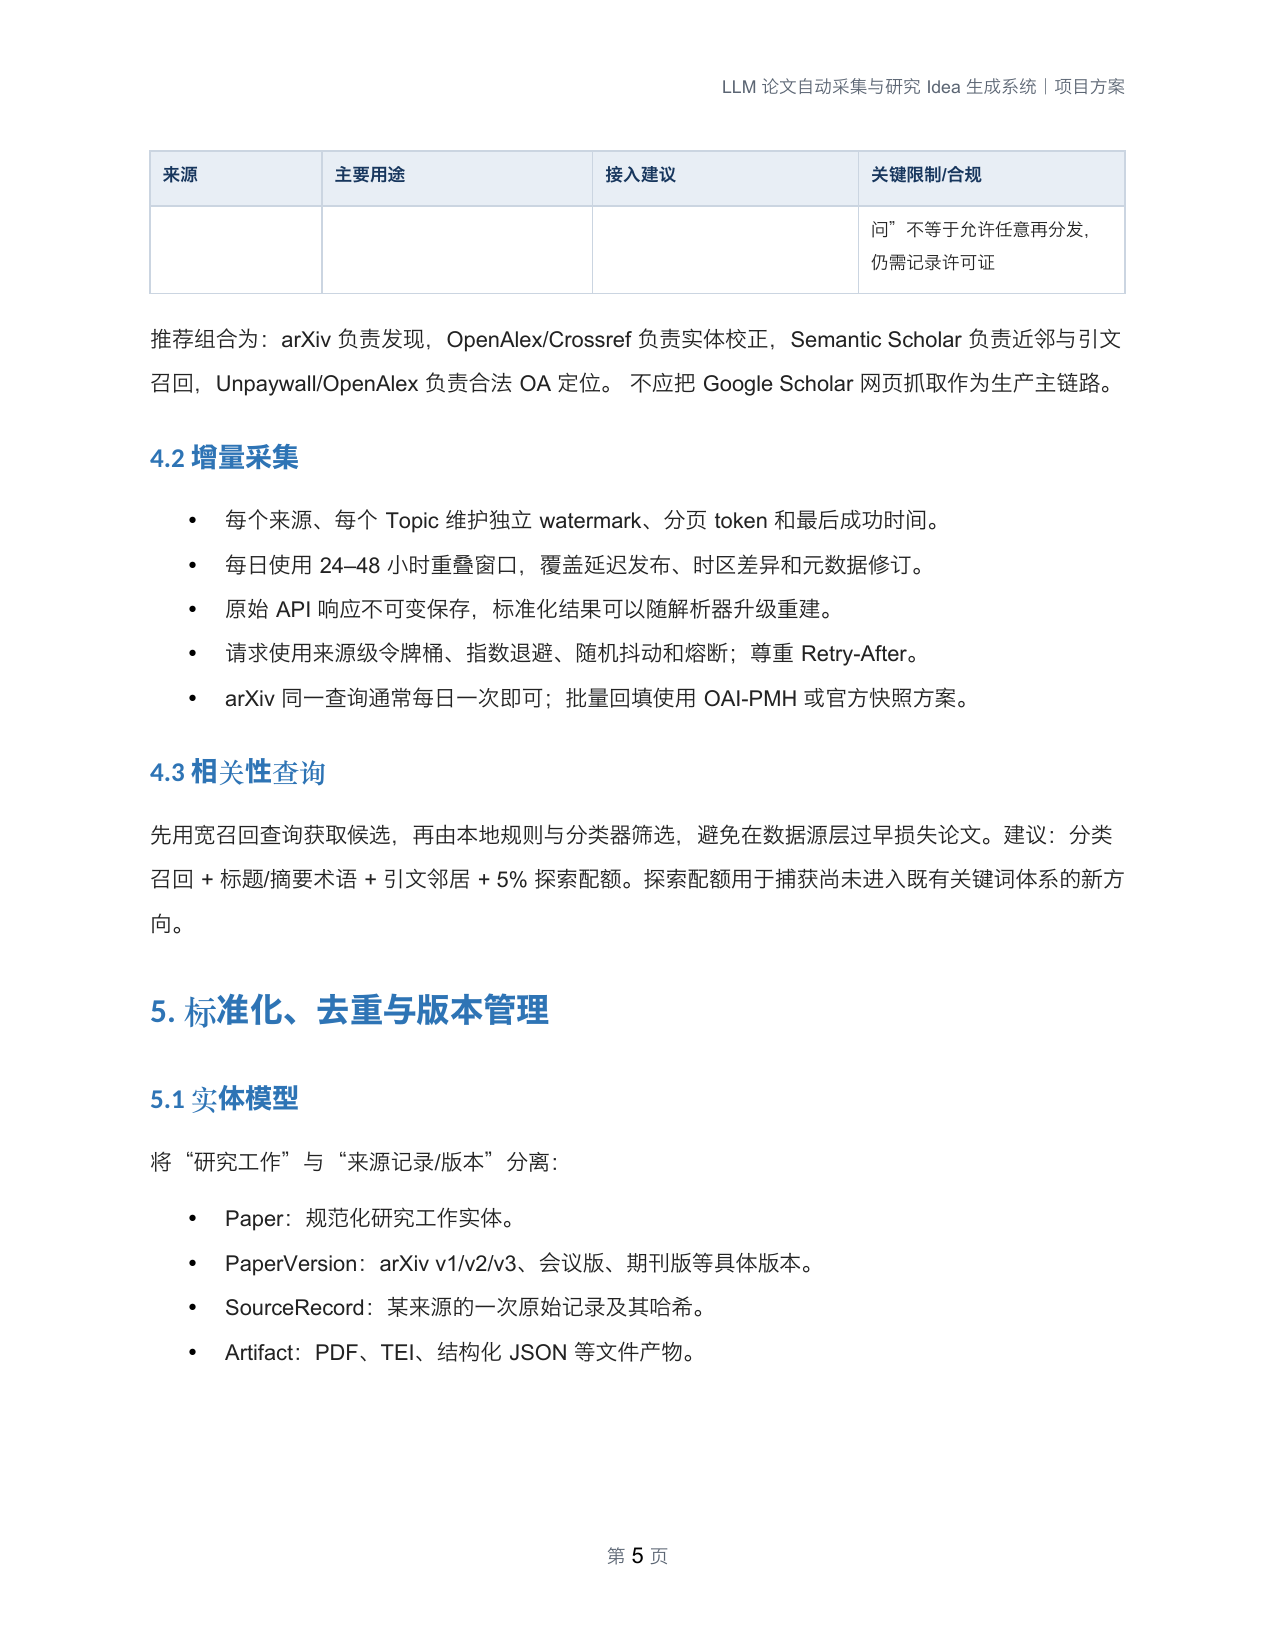 LLM 论文自动采集与研究 Idea 生成系统｜项目方案
来源 主要用途 接入建议 关键限制/合规
问”不等于允许任意再分发，
仍需记录许可证
推荐组合为：arXiv 负责发现，OpenAlex/Crossref 负责实体校正，Semantic Scholar 负责近邻与引文
召回，Unpaywall/OpenAlex 负责合法 OA 定位。 不应把 Google Scholar 网页抓取作为生产主链路。
4.2 增量采集
• 每个来源、每个 Topic 维护独立 watermark、分页 token 和最后成功时间。
• 每日使用 24–48 小时重叠窗口，覆盖延迟发布、时区差异和元数据修订。
• 原始 API 响应不可变保存，标准化结果可以随解析器升级重建。
• 请求使用来源级令牌桶、指数退避、随机抖动和熔断；尊重 Retry-After。
• arXiv 同一查询通常每日一次即可；批量回填使用 OAI-PMH 或官方快照方案。
4.3 相关性查询
先用宽召回查询获取候选，再由本地规则与分类器筛选，避免在数据源层过早损失论文。建议：分类
召回 + 标题/摘要术语 + 引文邻居 + 5% 探索配额。探索配额用于捕获尚未进入既有关键词体系的新方
向。
5. 标准化、去重与版本管理
5.1 实体模型
将“研究工作”与“来源记录/版本”分离：
• Paper：规范化研究工作实体。
• PaperVersion：arXiv v1/v2/v3、会议版、期刊版等具体版本。
• SourceRecord：某来源的一次原始记录及其哈希。
• Artifact：PDF、TEI、结构化 JSON 等文件产物。
第 5 页